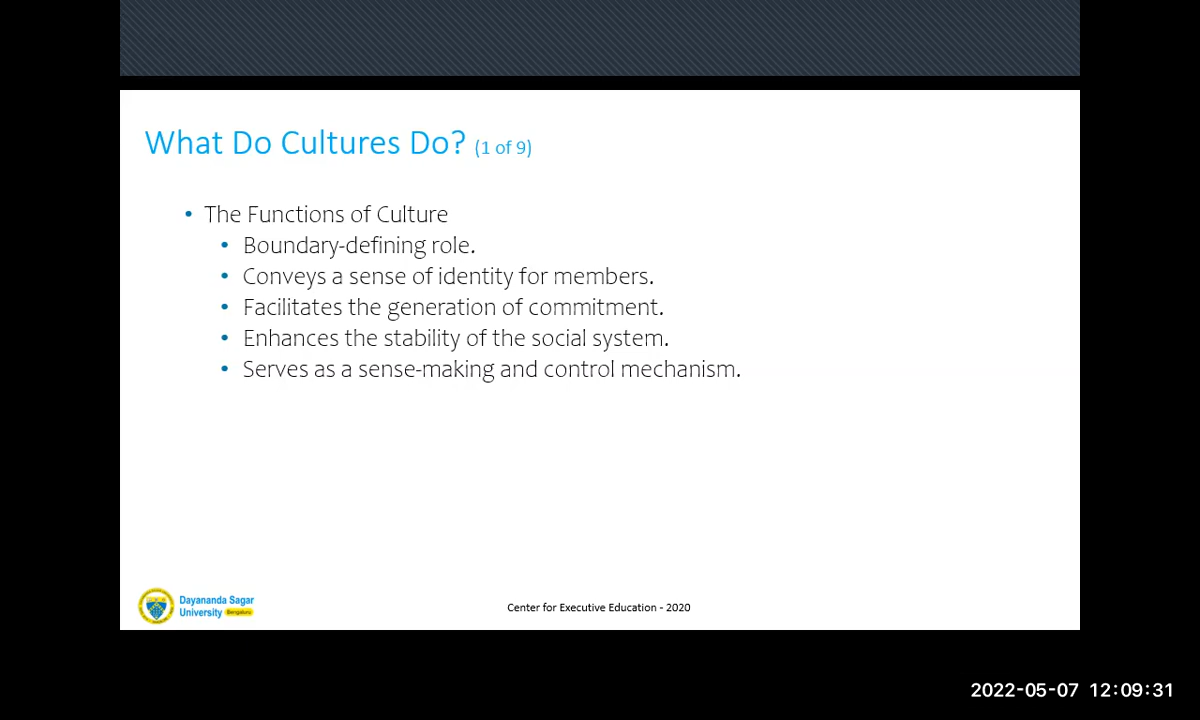 What Do Cultures Do? (1 of 9)
• The Functions of Culture
• Boundary-defining role.
• Conveys a sense of identity for members.
• Facilitates the generation of commitment.
• Enhances the stability of the social system.
• Serves as a sense-making and control mechanism.
Dayananda Sagar
University Bengaluru
Center for Executive Education - 2020
2022-05-07 12:09:31